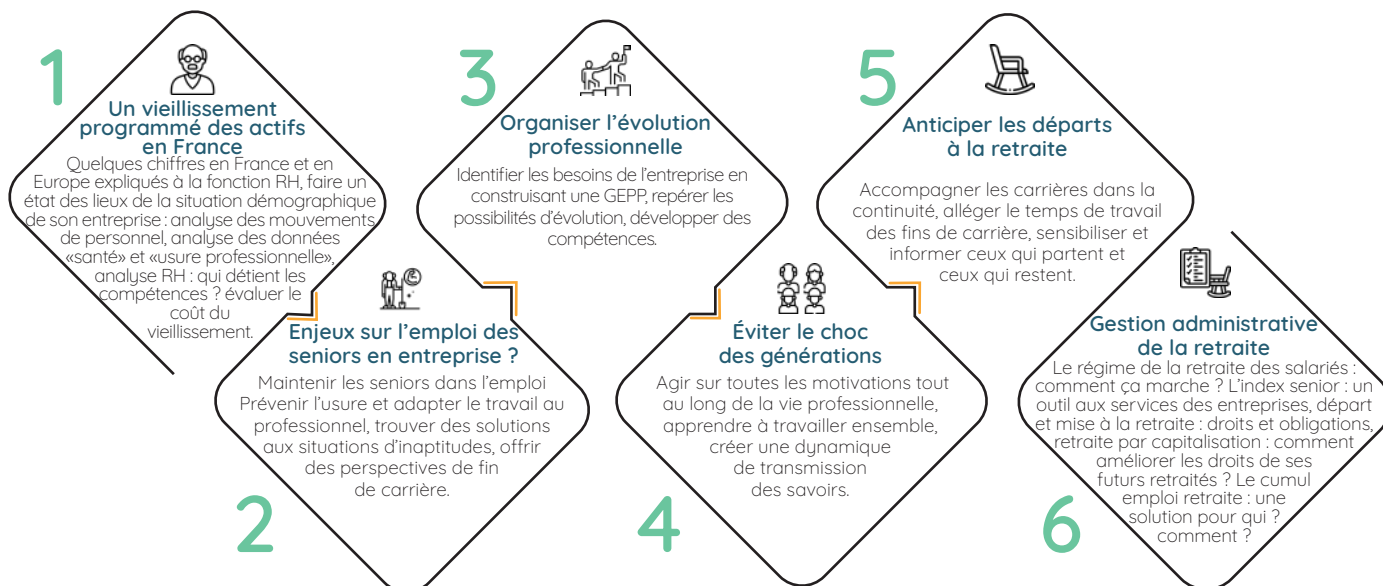 1
Un vieillissement
programmé des actifs
en France
Quelques chiffres en France et en
Europe expliqués à la fonction RH, faire un
état des lieux de la situation démographique
de son entreprise : analyse des mouvements
de personnel, analyse des données
«santé» et «usure professionnelle»,
analyse RH : qui détient les
compétences ? évaluer le
coût du
vieillissement.
2
Enjeux sur l’emploi des
seniors en entreprise ?
Maintenir les seniors dans l’emploi
Prévenir l’usure et adapter le travail au
professionnel, trouver des solutions
aux situations d’inaptitudes, offrir
des perspectives de fin
de carrière.
3
Organiser l’évolution
professionnelle
Identifier les besoins de l’entreprise en
construisant une GEPP, repérer les
possibilités d’évolution, développer des
compétences.
4
Éviter le choc
des générations
Agir sur toutes les motivations tout
au long de la vie professionnelle,
apprendre à travailler ensemble,
créer une dynamique
de transmission
des savoirs.
5
Anticiper les départs
à la retraite
Accompagner les carrières dans la
continuité, alléger le temps de travail
des fins de carrière, sensibiliser et
informer ceux qui partent et
ceux qui restent.
6
Gestion administrative
de la retraite
Le régime de la retraite des salariés :
comment ça marche ? L’index senior : un
outil aux services des entreprises, départ
et mise à la retraite : droits et obligations,
retraite par capitalisation : comment
améliorer les droits de ses
futurs retraités ? Le cumul
emploi retraite : une
solution pour qui ?
comment ?